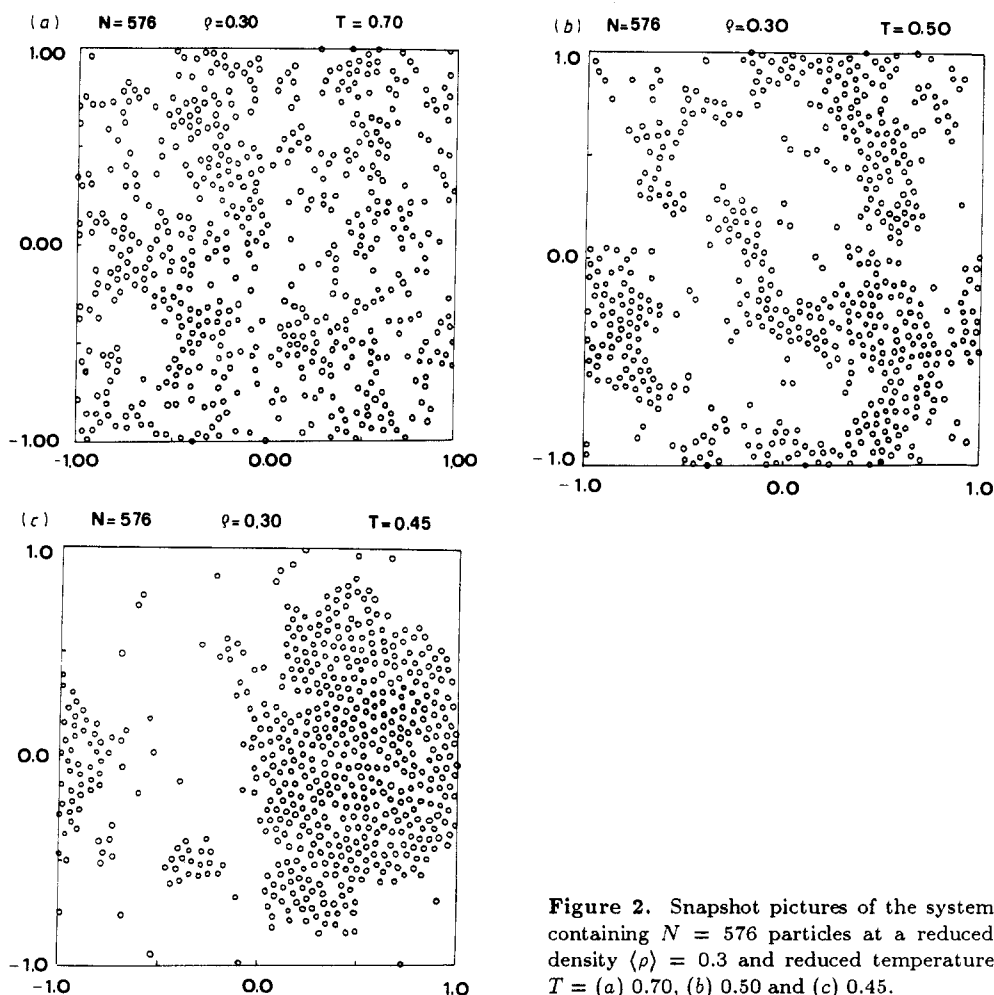 (a) N=576 ρ=0.30 T=0.70
1.00
0.00
-1.00
-1.00 0.00 1.00
(b) N=576 ρ=0.30 T=0.50
1.0
0.0
-1.0
-1.0 0.0 1.0
(c) N=576 ρ=0.30 T=0.45
1.0
0.0
-1.0
-1.0 0.0 1.0
Figure 2. Snapshot pictures of the system
containing N = 576 particles at a reduced
density ⟨ρ⟩ = 0.3 and reduced temperature
T = (a) 0.70, (b) 0.50 and (c) 0.45.